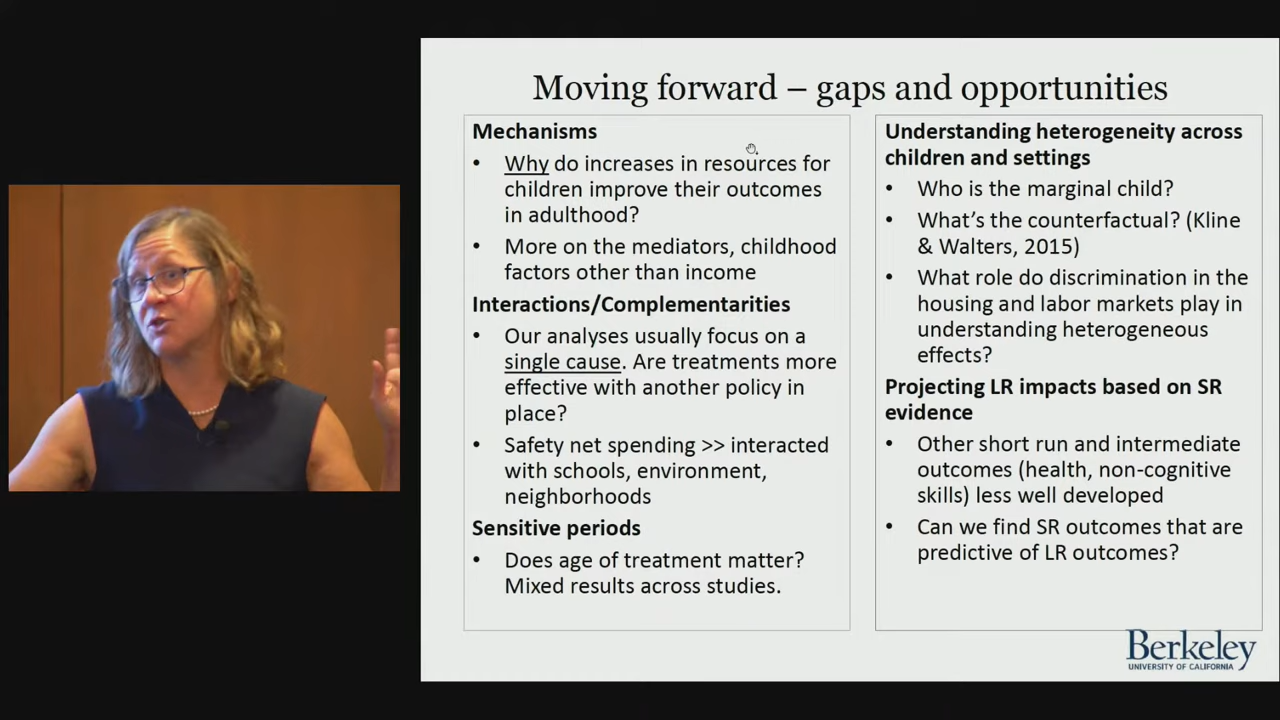 Moving forward – gaps and opportunities
Mechanisms
• Why do increases in resources for
children improve their outcomes
in adulthood?
• More on the mediators, childhood
factors other than income
Interactions/Complementarities
• Our analyses usually focus on a
single cause. Are treatments more
effective with another policy in
place?
• Safety net spending >> interacted
with schools, environment,
neighborhoods
Sensitive periods
• Does age of treatment matter?
Mixed results across studies.
Understanding heterogeneity across
children and settings
• Who is the marginal child?
• What’s the counterfactual? (Kline
& Walters, 2015)
• What role do discrimination in the
housing and labor markets play in
understanding heterogeneous
effects?
Projecting LR impacts based on SR
evidence
• Other short run and intermediate
outcomes (health, non-cognitive
skills) less well developed
• Can we find SR outcomes that are
predictive of LR outcomes?
Berkeley
UNIVERSITY OF CALIFORNIA